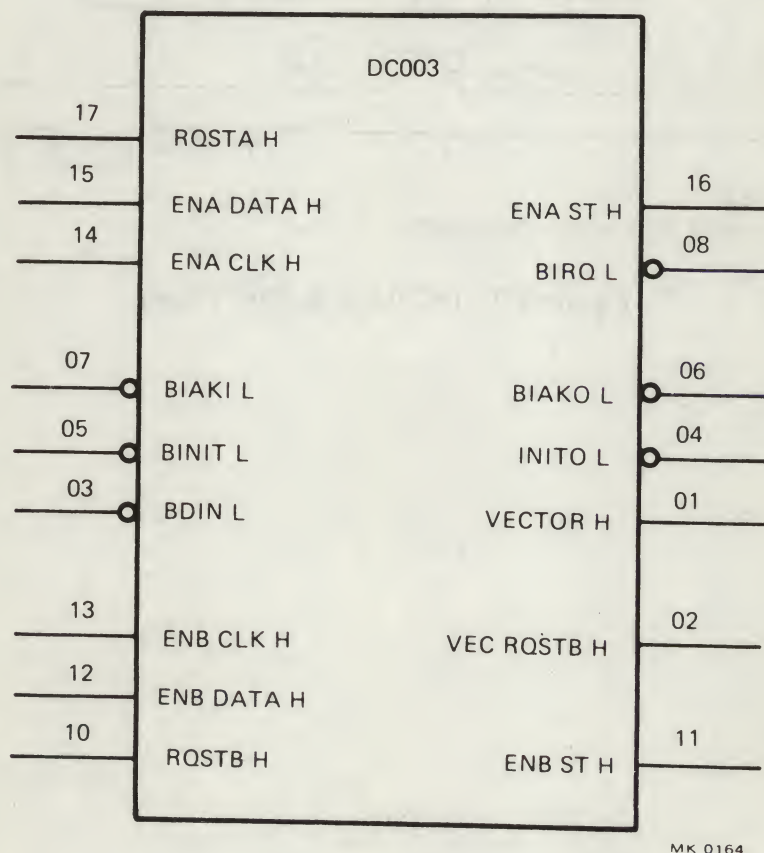 DC003
17
RQSTA H
15
ENA DATA H
16
ENA ST H
14
ENA CLK H
08
BIRQ L
07
BIAKI L
06
BIAKO L
05
BINIT L
04
INITO L
03
BDIN L
01
VECTOR H
13
ENB CLK H
02
VEC RQSTB H
12
ENB DATA H
10
RQSTB H
11
ENB ST H
MK 0164